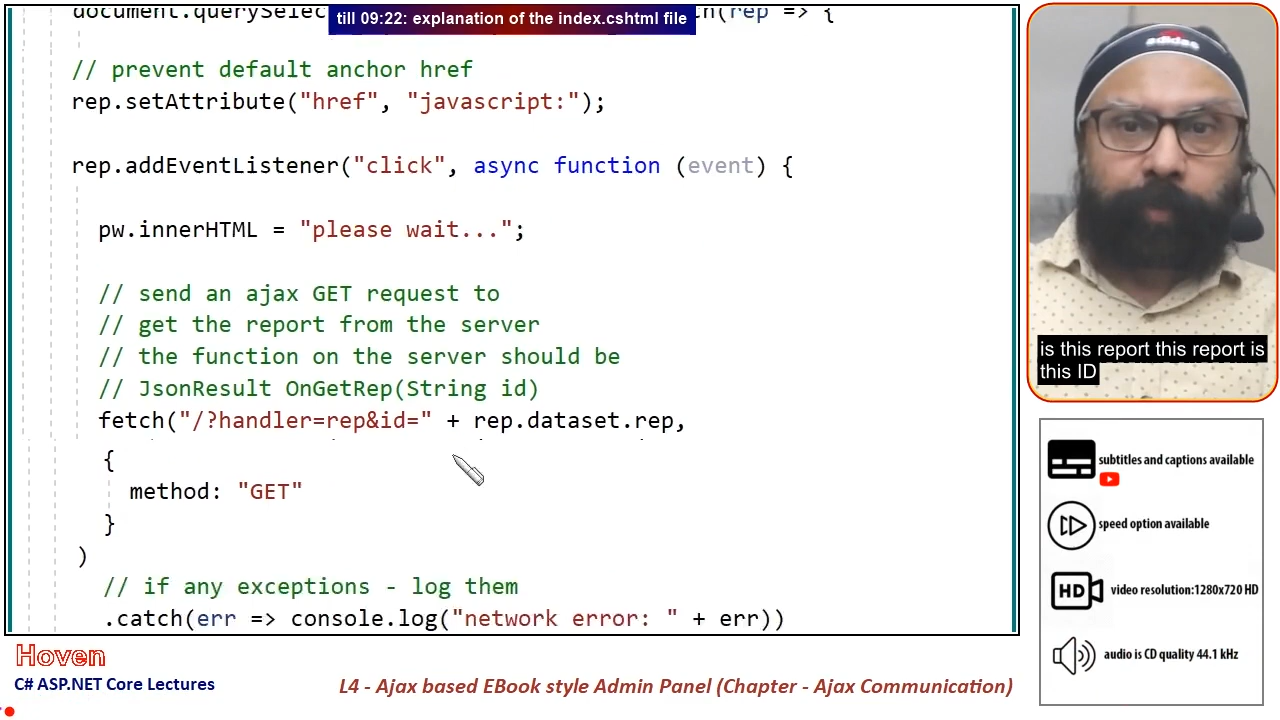 till 09:22: explanation of the index.cshtml file
document.querySelec
(rep => {
// prevent default anchor href
rep.setAttribute("href", "javascript:");
rep.addEventListener("click", async function (event) {
pw.innerHTML = "please wait...";
// send an ajax GET request to
// get the report from the server
// the function on the server should be
// JsonResult OnGetRep(String id)
fetch("/?handler=rep&id=" + rep.dataset.rep,
{
method: "GET"
}
)
// if any exceptions - log them
.catch(err => console.log("network error: " + err))
adidas
is this report this report is
this ID
subtitles and captions available
speed option available
HD
video resolution:1280x720 HD
audio is CD quality 44.1 kHz
Hoven
C# ASP.NET Core Lectures
L4 - Ajax based EBook style Admin Panel (Chapter - Ajax Communication)